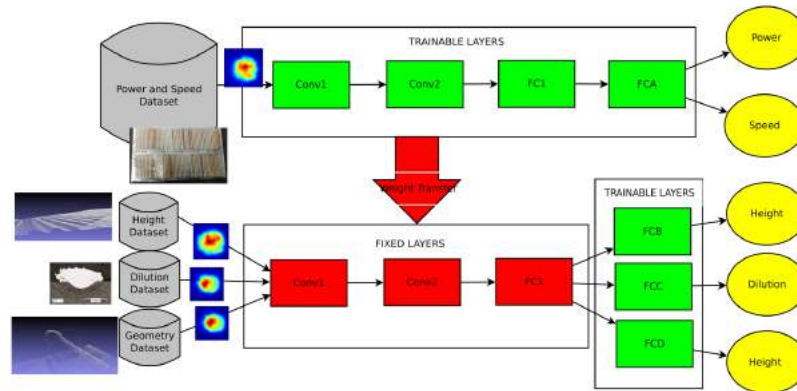 TRAINABLE LAYERS
Power and Speed
Dataset
Conv1
Conv2
FC1
FCA
Power
Speed
Weight Transfer
TRAINABLE LAYERS
Height
Dataset
Dilution
Dataset
Geometry
Dataset
FIXED LAYERS
Conv1
Conv2
FC1
FCB
FCC
FCD
Height
Dilution
Height